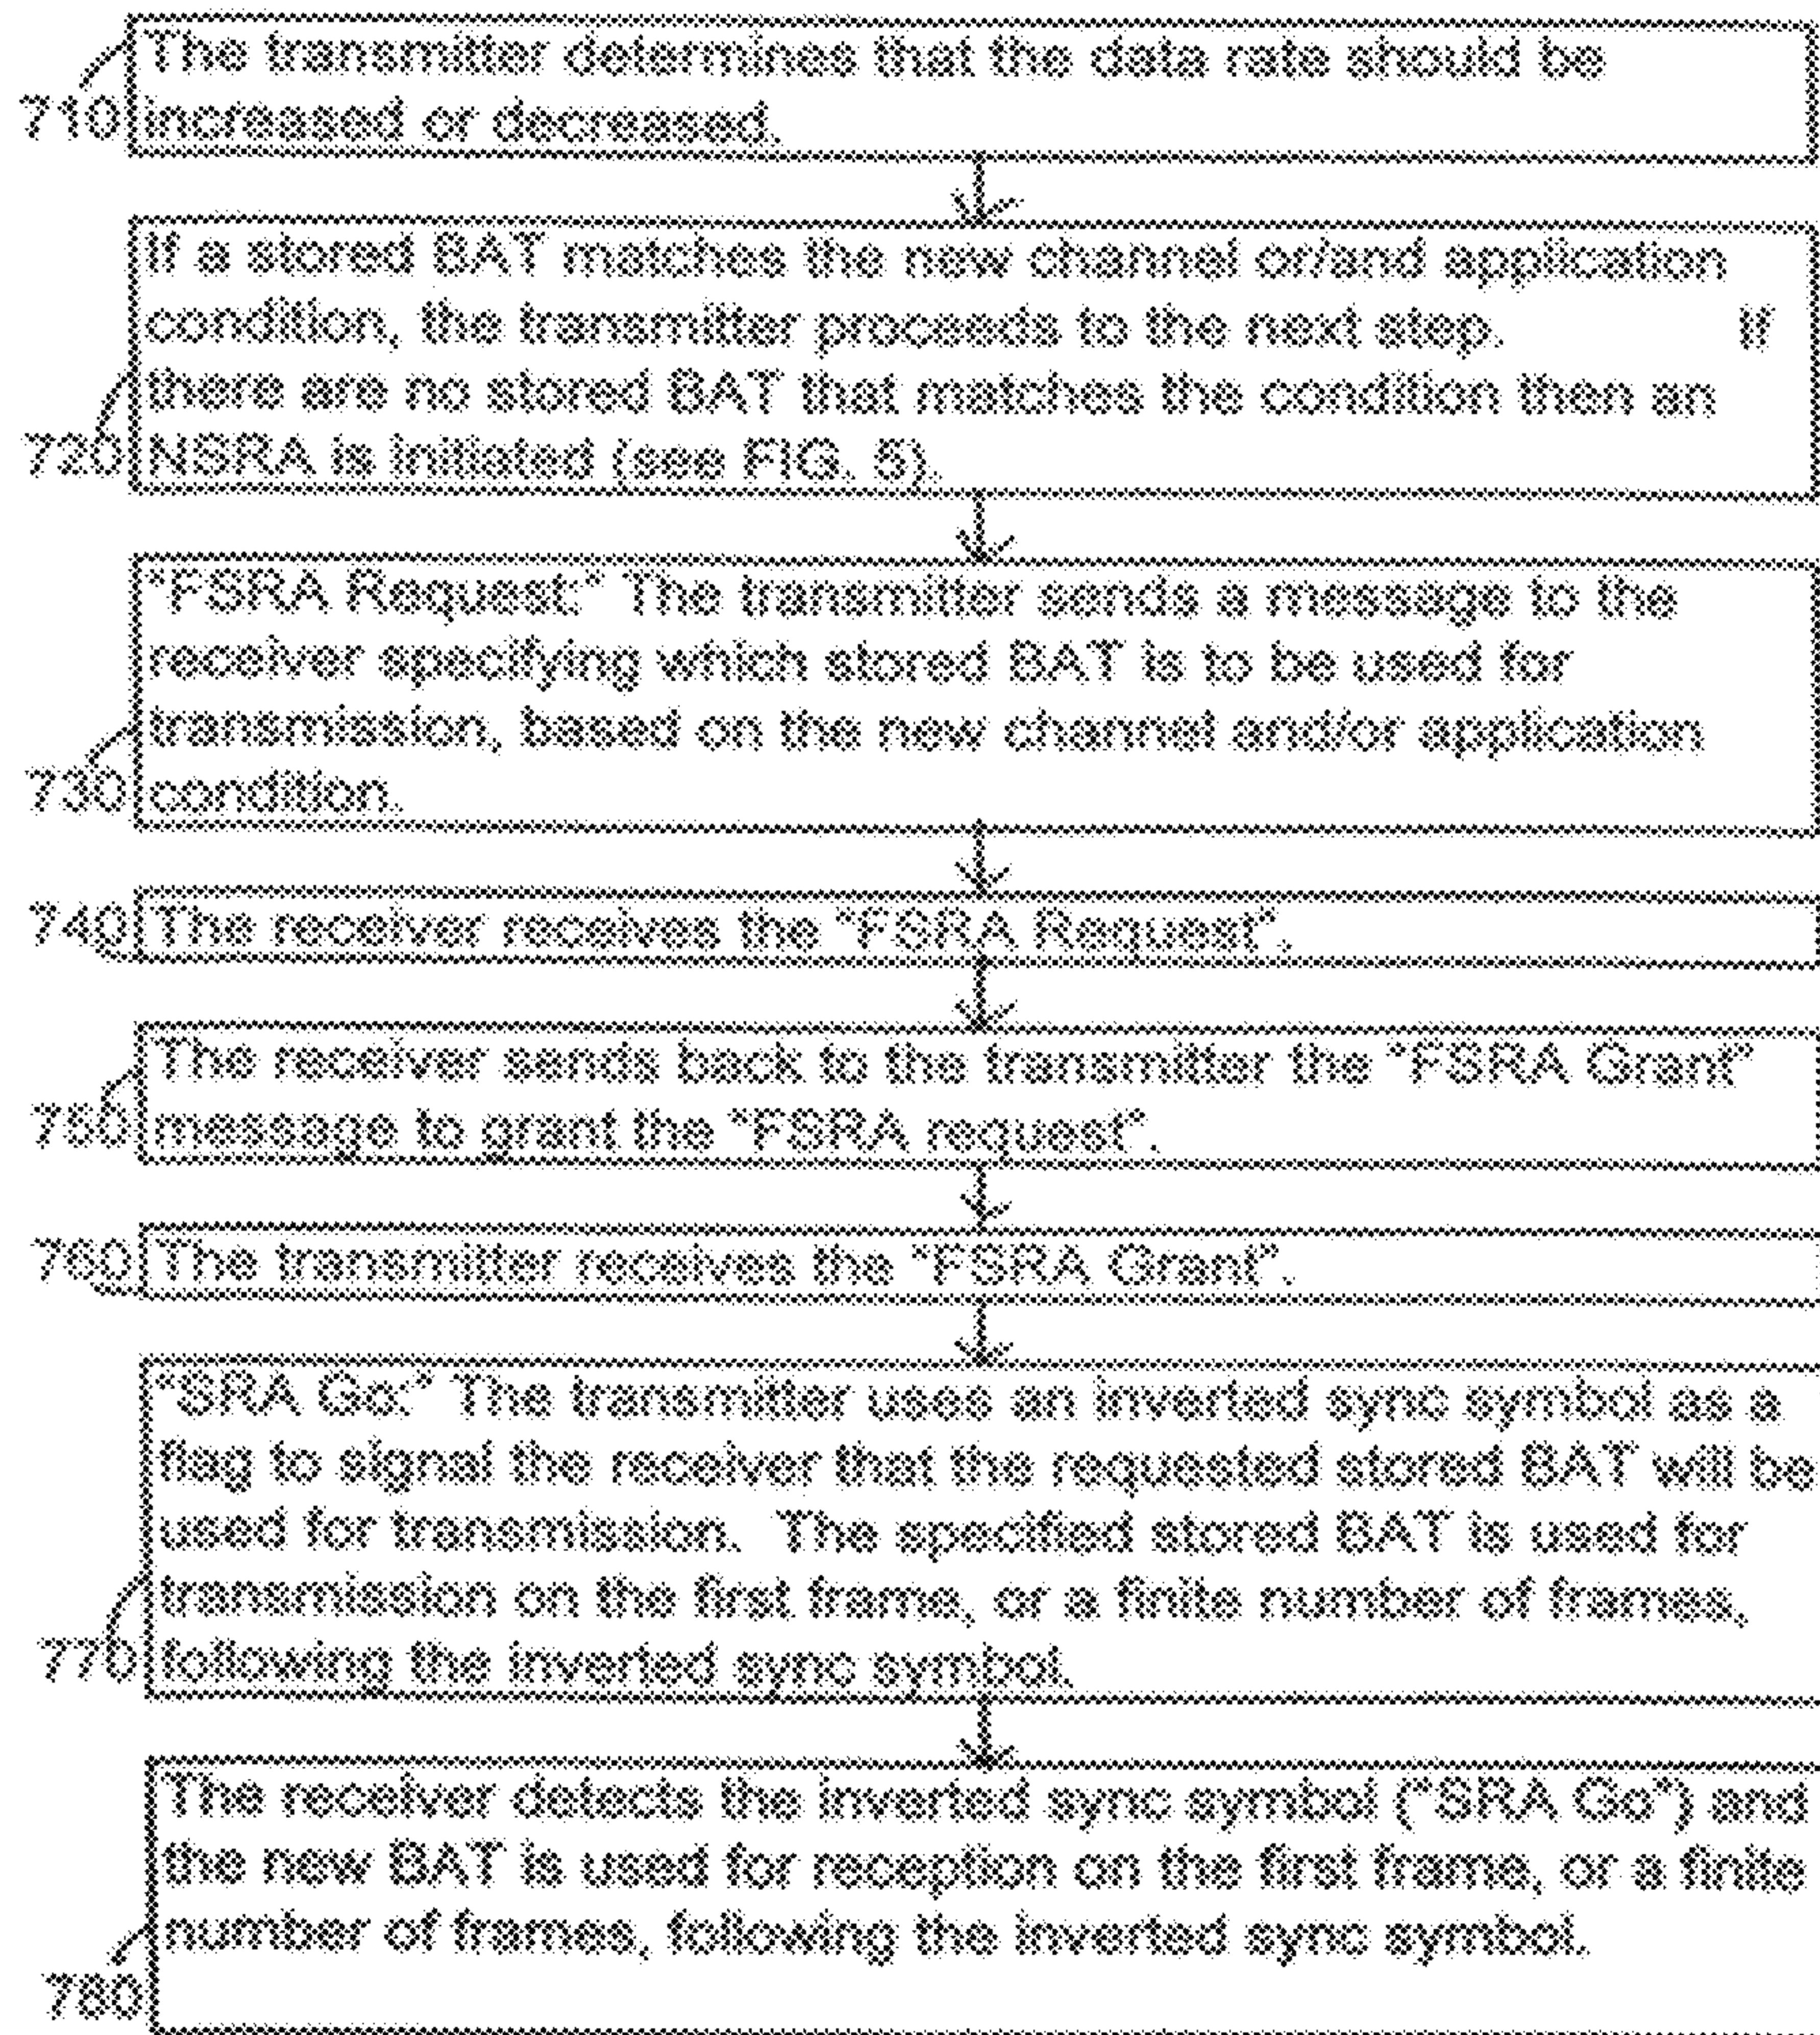 The transmitter determines that the data rate should be
710 increased or decreased.
If a stored BAT matches the new channel or/and application
condition, the transmitter proceeds to the next step. If
there are no stored BAT that matches the condition then an
720 NSRA is initiated (see FIG. 5).
"FSRA Request:" The transmitter sends a message to the
receiver specifying which stored BAT is to be used for
transmission, based on the new channel and/or application
730 condition.
740 The receiver receives the "FSRA Request".
The receiver sends back to the transmitter the "FSRA Grant"
750 message to grant the "FSRA request".
760 The transmitter receives the "FSRA Grant".
"SRA Go:" The transmitter uses an inverted sync symbol as a
flag to signal the receiver that the requested stored BAT will be
used for transmission. The specified stored BAT is used for
transmission on the first frame, or a finite number of frames,
770 following the inverted sync symbol.
The receiver detects the inverted sync symbol ("SRA Go") and
the new BAT is used for reception on the first frame, or a finite
number of frames, following the inverted sync symbol.
780